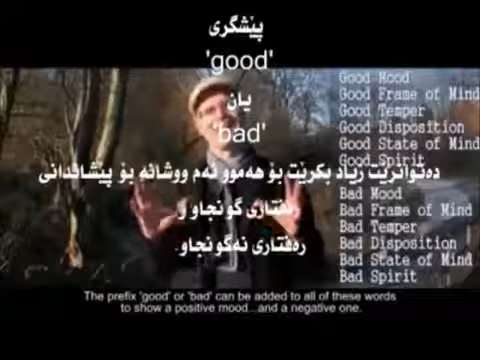 پێشگری
'good'
یان
'bad'
دەتوانرێت زیاد بکرێت بۆ هەموو ئەم ووشانە بۆ پێشاندانی
رەفتاری گونجاو و
رەفتاری نەگونجاو.
Good Mood
Good Frame of Mind
Good Temper
Good Disposition
Good State of Mind
Good Spirit
Bad Mood
Bad Frame of Mind
Bad Temper
Bad Disposition
Bad State of Mind
Bad Spirit
The prefix 'good' or 'bad' can be added to all of these words
to show a positive mood...and a negative one.